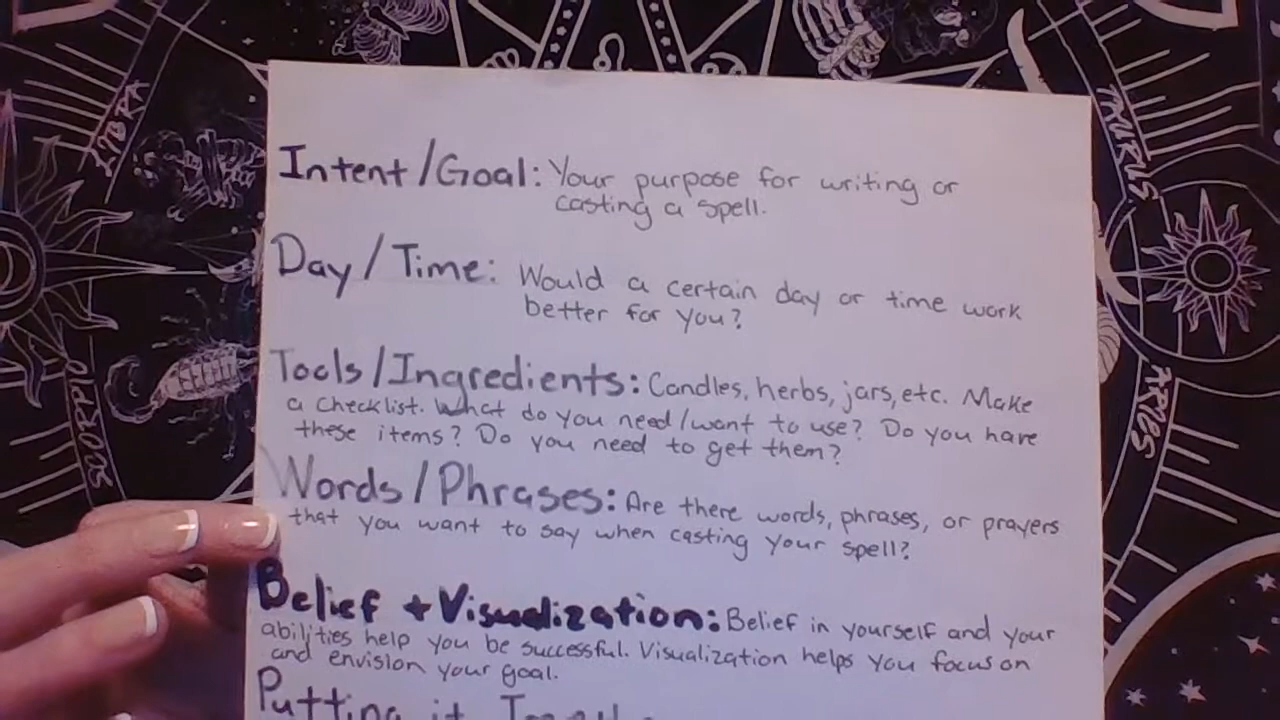 Intent/Goal: Your purpose for writing or
casting a spell.
Day/Time: Would a certain day or time work
better for you?
Tools/Ingredients: Candles, herbs, jars, etc. Make
a checklist. What do you need/want to use? Do you have
these items? Do you need to get them?
Words/Phrases: Are there words, phrases, or prayers
that you want to say when casting your spell?
Belief + Visualization: Belief in yourself and your
abilities help you be successful. Visualization helps you focus on
and envision your goal.
Putting it
LIBRA
TAURUS
ARIES